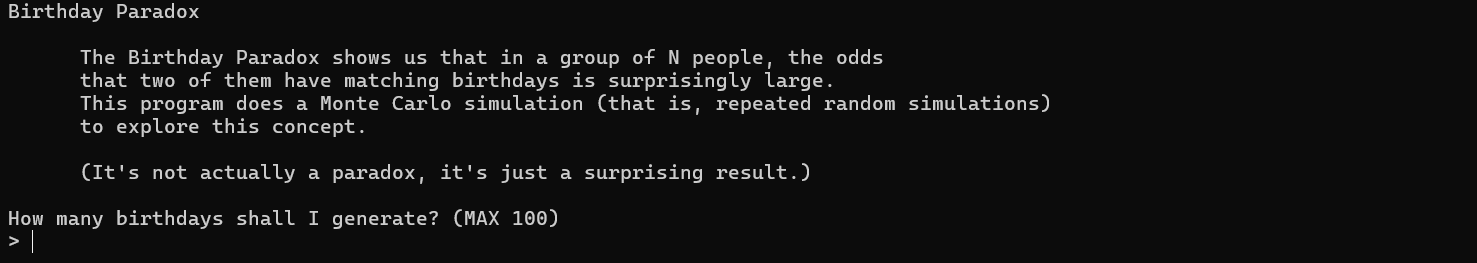 Birthday Paradox
The Birthday Paradox shows us that in a group of N people, the odds
that two of them have matching birthdays is surprisingly large.
This program does a Monte Carlo simulation (that is, repeated random simulations)
to explore this concept.
(It's not actually a paradox, it's just a surprising result.)
How many birthdays shall I generate? (MAX 100)
>